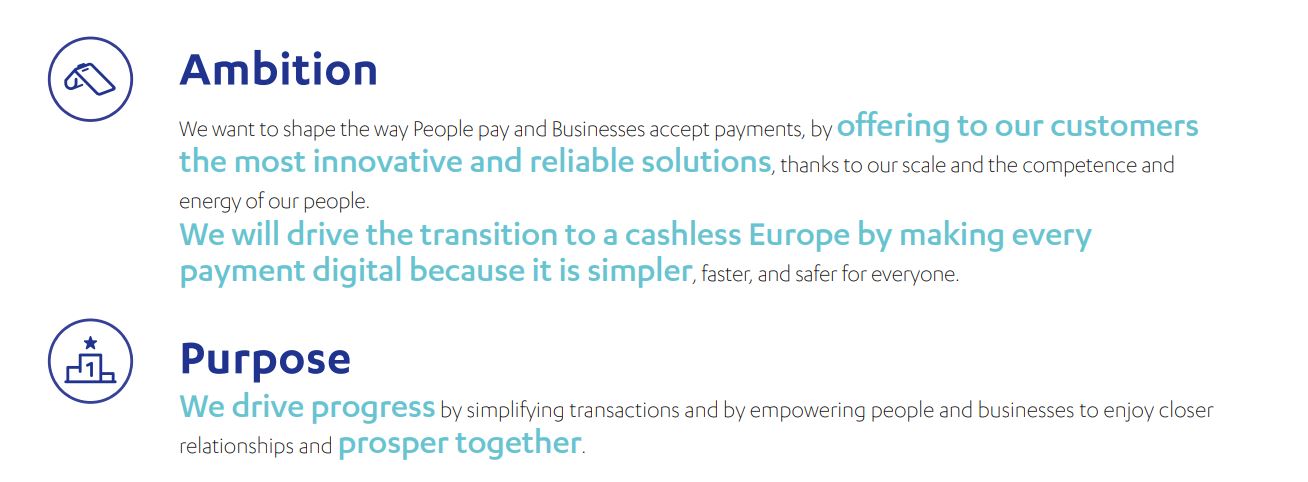 Ambition
We want to shape the way People pay and Businesses accept payments, by offering to our customers
the most innovative and reliable solutions, thanks to our scale and the competence and
energy of our people.
We will drive the transition to a cashless Europe by making every
payment digital because it is simpler, faster, and safer for everyone.
1
Purpose
We drive progress by simplifying transactions and by empowering people and businesses to enjoy closer
relationships and prosper together.